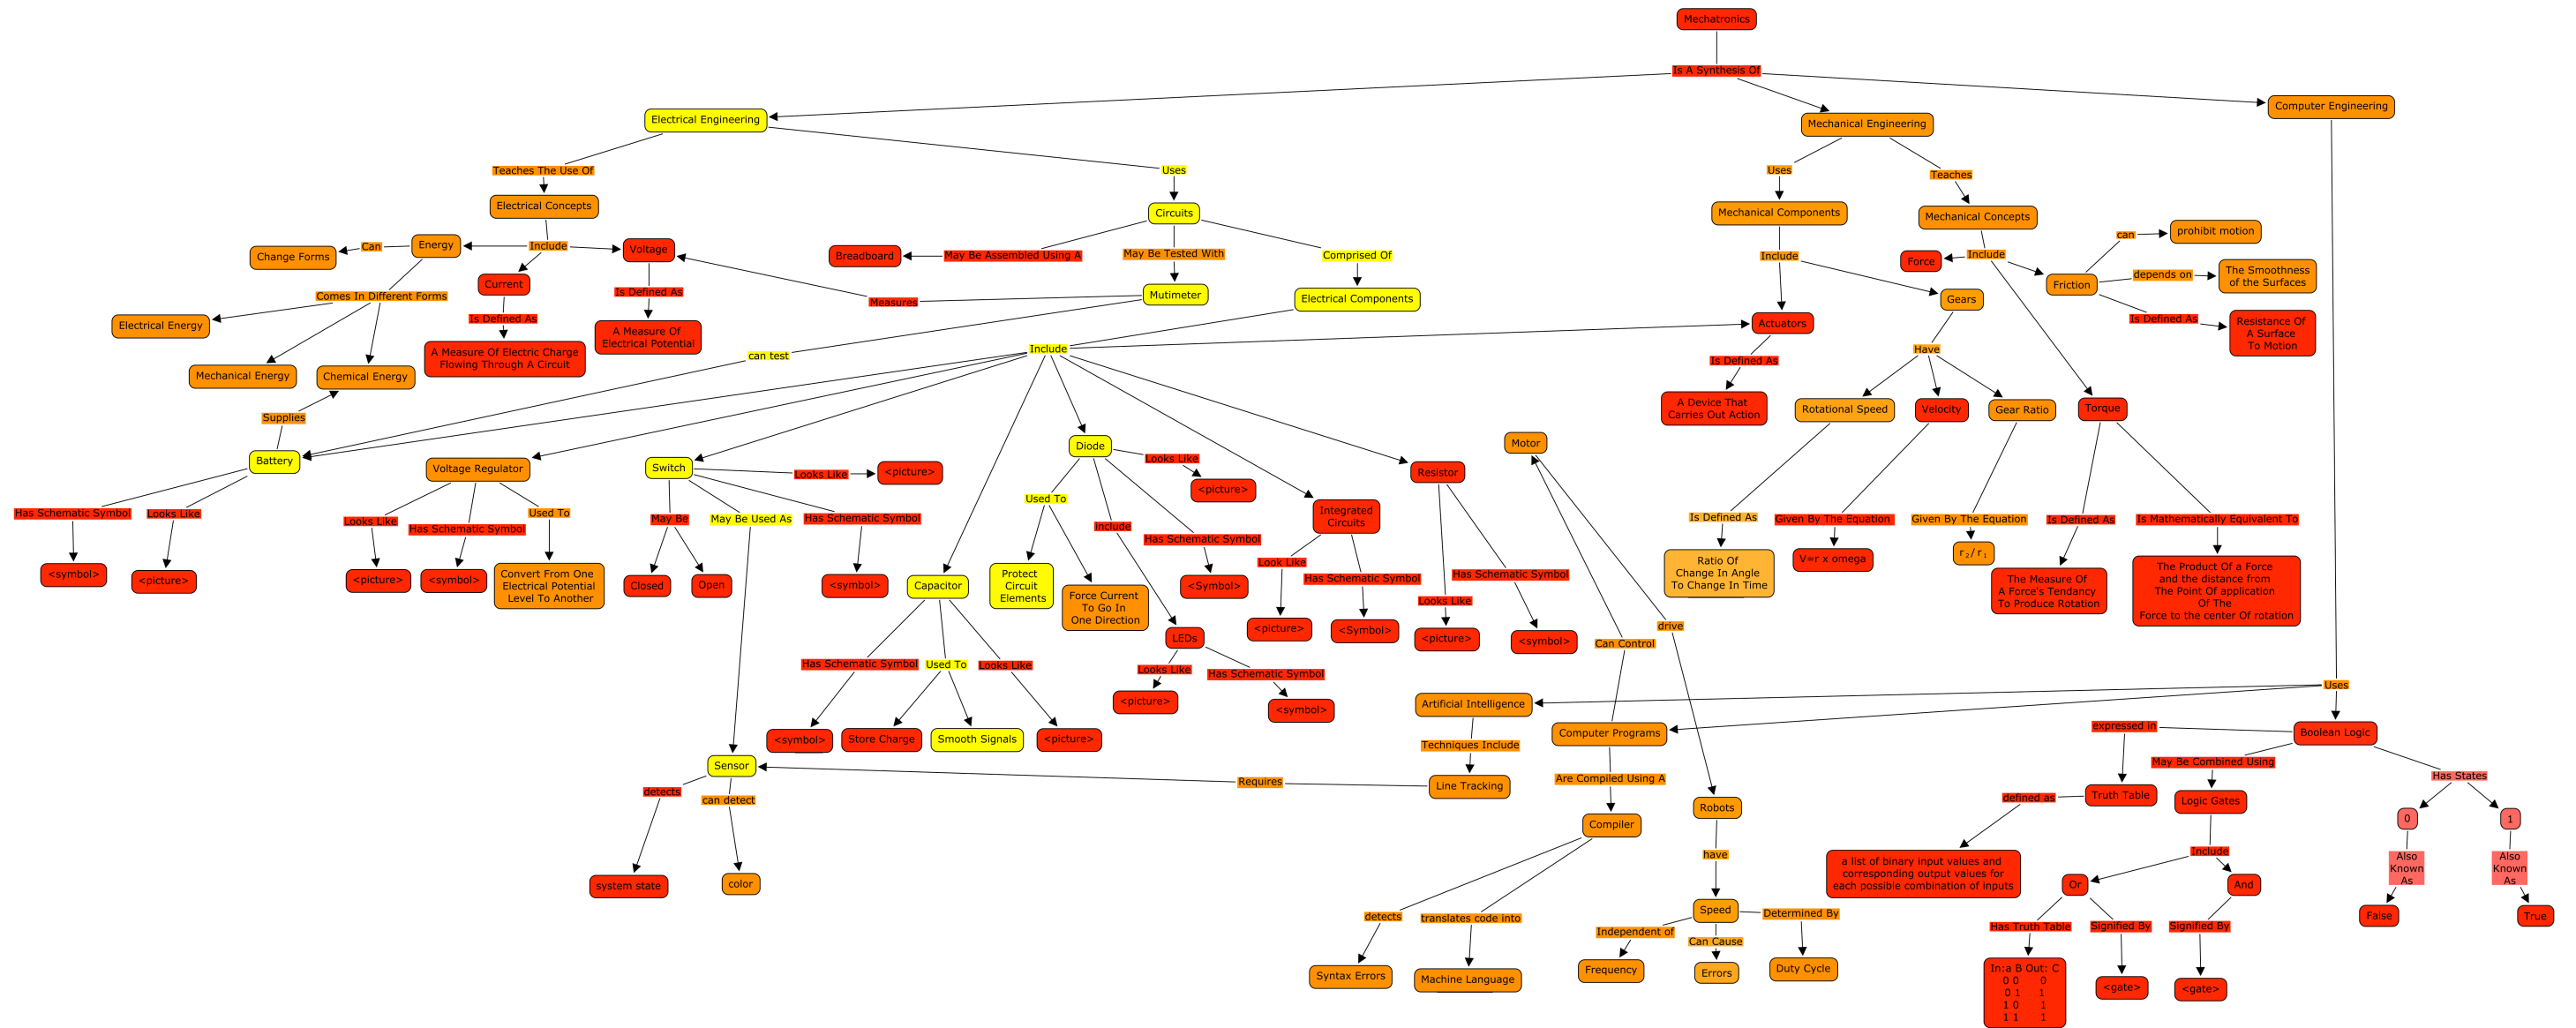 Mechatronics
Is A Synthesis Of
Electrical Engineering
Mechanical Engineering
Computer Engineering
Teaches The Use Of
Uses
Uses
Teaches
Electrical Concepts
Circuits
Mechanical Components
Mechanical Concepts
Change Forms
Can
Energy
Include
Voltage
Breadboard
May Be Assembled Using A
May Be Tested With
Comprised Of
Include
Force
Include
can
prohibit motion
Friction
depends on
The Smoothness
of the Surfaces
Current
Is Defined As
Measures
Mutimeter
Electrical Components
Gears
Comes In Different Forms
Is Defined As
Is Defined As
Resistance Of
A Surface
To Motion
Electrical Energy
Mechanical Energy
Chemical Energy
A Measure Of Electric Charge
Flowing Through A Circuit
A Measure Of
Electrical Potential
can test
Include
Actuators
Is Defined As
A Device That
Carries Out Action
Have
Rotational Speed
Velocity
Gear Ratio
Torque
Supplies
Battery
Voltage Regulator
Switch
Looks Like
<picture>
Diode
Looks Like
<picture>
Integrated
Circuits
Resistor
Motor
Has Schematic Symbol
Looks Like
<symbol>
<picture>
Looks Like
Has Schematic Symbol
Used To
<picture>
<symbol>
Convert From One
Electrical Potential
Level To Another
May Be
May Be Used As
Has Schematic Symbol
Closed
Open
<symbol>
Capacitor
Used To
Include
Has Schematic Symbol
Protect
Circuit
Elements
Force Current
To Go In
One Direction
<Symbol>
LEDs
Looks Like
Has Schematic Symbol
<picture>
<symbol>
Look Like
Has Schematic Symbol
<picture>
<Symbol>
Looks Like
Has Schematic Symbol
<picture>
<symbol>
Is Defined As
Ratio Of
Change In Angle
To Change In Time
Given By The Equation
V=r x omega
Given By The Equation
r₂/r₁
Is Defined As
The Measure Of
A Force's Tendancy
To Produce Rotation
Is Mathematically Equivalent To
The Product Of a Force
and the distance from
The Point Of application
Of The
Force to the center Of rotation
Has Schematic Symbol
Used To
Looks Like
<symbol>
Store Charge
Smooth Signals
<picture>
Can Control
drive
Uses
Artificial Intelligence
Computer Programs
Boolean Logic
Techniques Include
Line Tracking
Requires
Sensor
detects
can detect
system state
color
Are Compiled Using A
Compiler
detects
translates code into
Syntax Errors
Machine Language
Robots
have
Speed
Independent of
Can Cause
Determined By
Frequency
Errors
Duty Cycle
expressed in
May Be Combined Using
Has States
defined as
Truth Table
Logic Gates
0
1
a list of binary input values and
corresponding output values for
each possible combination of inputs
Include
Also
Known
As
Also
Known
As
Or
And
False
True
Has Truth Table
Signified By
Signified By
In:a B Out: C
0 0 0
0 1 1
1 0 1
1 1 1
<gate>
<gate>